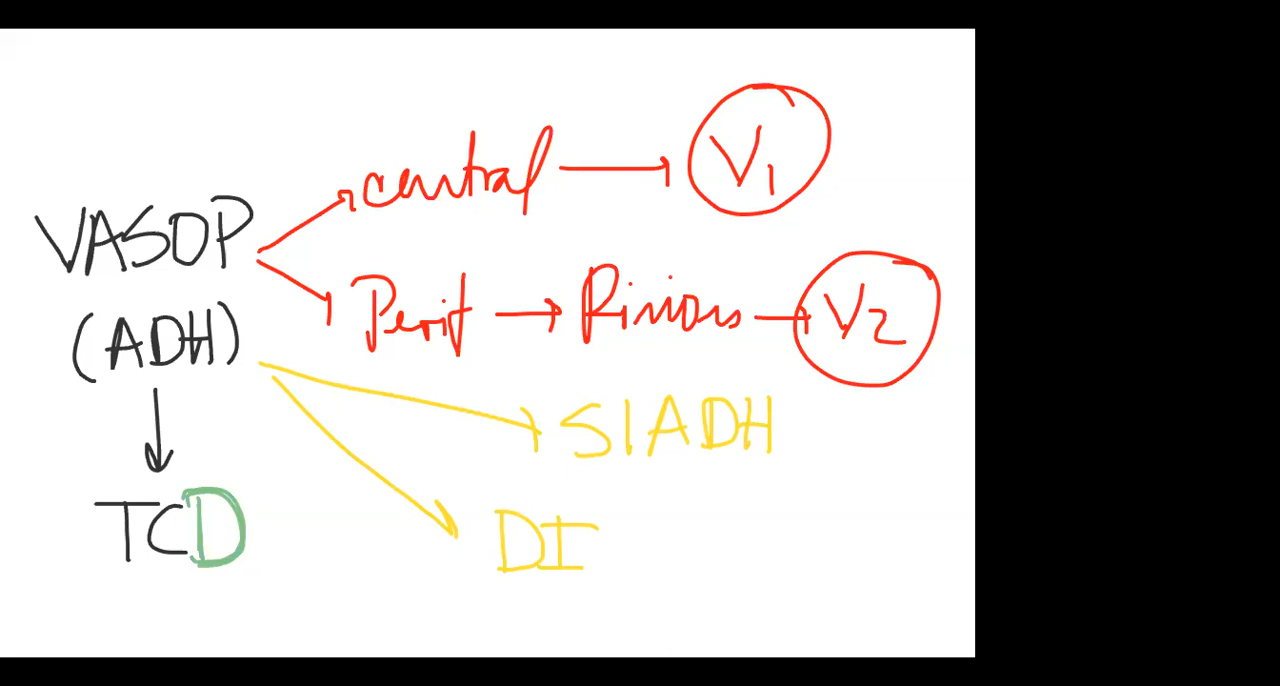 central V1
VASOP
(ADH)
Perif Rinions V2
SIADH
TCD
DI